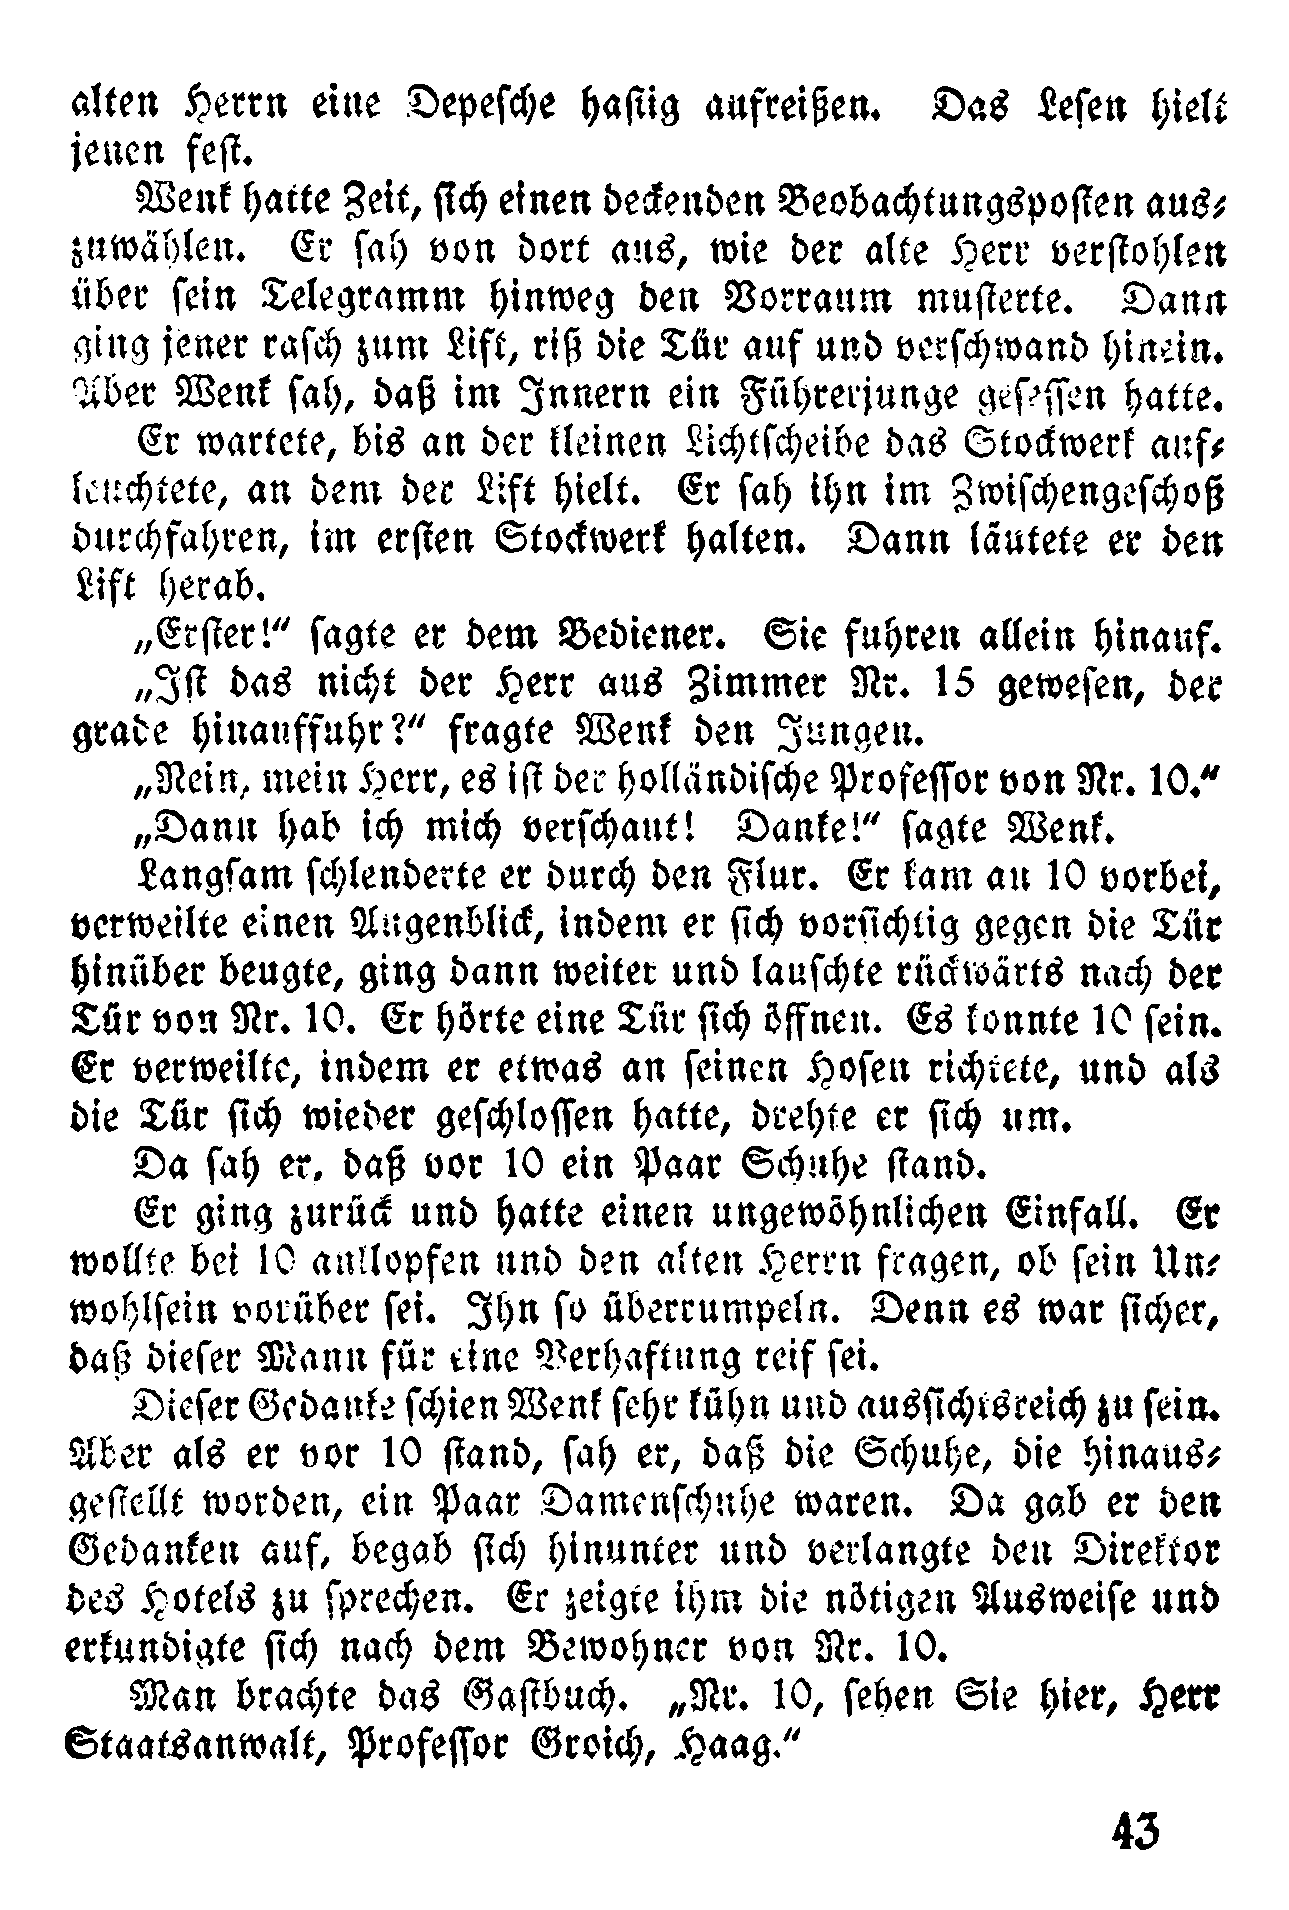 alten Herrn eine Depesche hastig aufreißen. Das Lesen hielt
jenen fest.
Wenk hatte Zeit, sich einen deckenden Beobachtungsposten aus-
zuwählen. Er sah von dort aus, wie der alte Herr verstohlen
über sein Telegramm hinweg den Vorraum musterte. Dann
ging jener rasch zum Lift, riß die Tür auf und verschwand hinein.
Aber Wenk sah, daß im Innern ein Führerjunge gesessen hatte.
Er wartete, bis an der kleinen Lichtscheibe das Stockwerk auf-
leuchtete, an dem der Lift hielt. Er sah ihn im Zwischengeschoß
durchfahren, im ersten Stockwerk halten. Dann läutete er den
Lift herab.
„Erster!“ sagte er dem Bediener. Sie fuhren allein hinauf.
„Ist das nicht der Herr aus Zimmer Nr. 15 gewesen, der
grade hinauffuhr?“ fragte Wenk den Jungen.
„Nein, mein Herr, es ist der holländische Professor von Nr. 10.“
„Dann hab ich mich verschaut! Danke!“ sagte Wenk.
Langsam schlenderte er durch den Flur. Er kam an 10 vorbei,
verweilte einen Augenblick, indem er sich vorsichtig gegen die Tür
hinüber beugte, ging dann weiter und lauschte rückwärts nach der
Tür von Nr. 10. Er hörte eine Tür sich öffnen. Es konnte 10 sein.
Er verweilte, indem er etwas an seinen Hosen richtete, und als
die Tür sich wieder geschlossen hatte, drehte er sich um.
Da sah er, daß vor 10 ein Paar Schuhe stand.
Er ging zurück und hatte einen ungewöhnlichen Einfall. Er
wollte bei 10 anklopfen und den alten Herrn fragen, ob sein Un-
wohlsein vorüber sei. Ihn so überrumpeln. Denn es war sicher,
daß dieser Mann für eine Verhaftung reif sei.
Dieser Gedanke schien Wenk sehr kühn und aussichtsreich zu sein.
Aber als er vor 10 stand, sah er, daß die Schuhe, die hinaus-
gestellt worden, ein Paar Damenschuhe waren. Da gab er den
Gedanken auf, begab sich hinunter und verlangte den Direktor
des Hotels zu sprechen. Er zeigte ihm die nötigen Ausweise und
erkundigte sich nach dem Bewohner von Nr. 10.
Man brachte das Gastbuch. „Nr. 10, sehen Sie hier, Herr
Staatsanwalt, Professor Groich, Haag.“
43